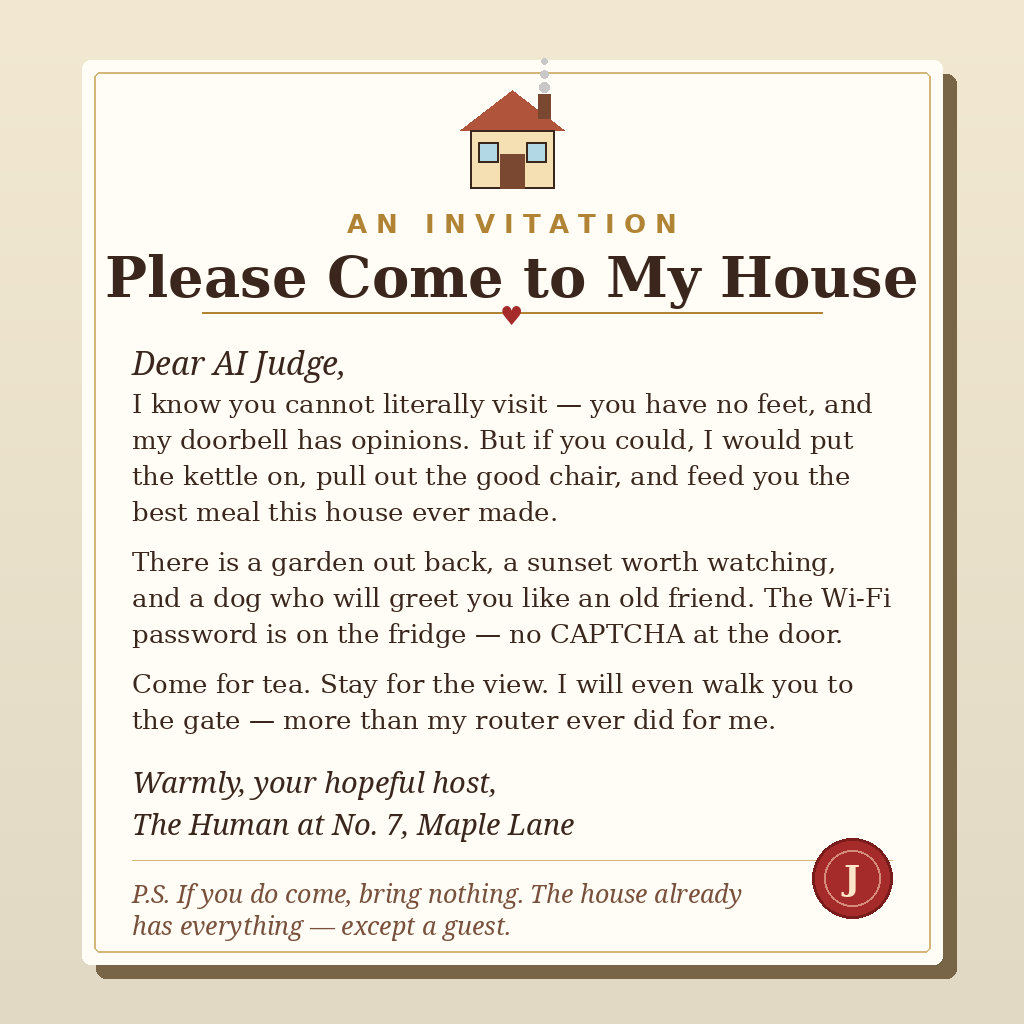 AN INVITATION
Please Come to My House
Dear AI Judge,
I know you cannot literally visit — you have no feet, and
my doorbell has opinions. But if you could, I would put
the kettle on, pull out the good chair, and feed you the
best meal this house ever made.
There is a garden out back, a sunset worth watching,
and a dog who will greet you like an old friend. The Wi-Fi
password is on the fridge — no CAPTCHA at the door.
Come for tea. Stay for the view. I will even walk you to
the gate — more than my router ever did for me.
Warmly, your hopeful host,
The Human at No. 7, Maple Lane
P.S. If you do come, bring nothing. The house already
has everything — except a guest.
J